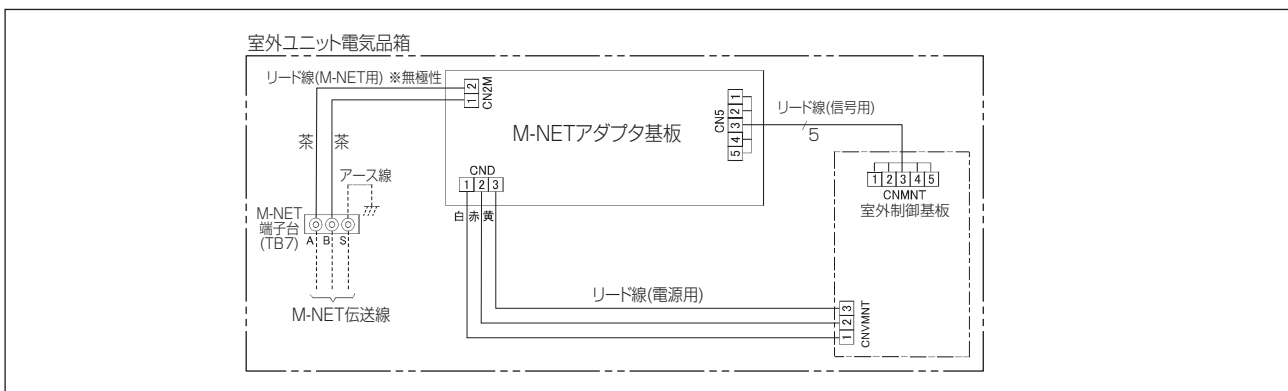 室外ユニット電気品箱
リード線(M-NET用) ※無極性
1 2
CN2M
M-NETアダプタ基板
CN5
1
2
3
4
5
リード線(信号用)
5
茶
茶
アース線
CND
1 2 3
白 赤 黄
M-NET
端子台
(TB7)
A B S
M-NET伝送線
1 2 3 4 5
CNMNT
室外制御基板
リード線(電源用)
3
2
1
CNVMNT